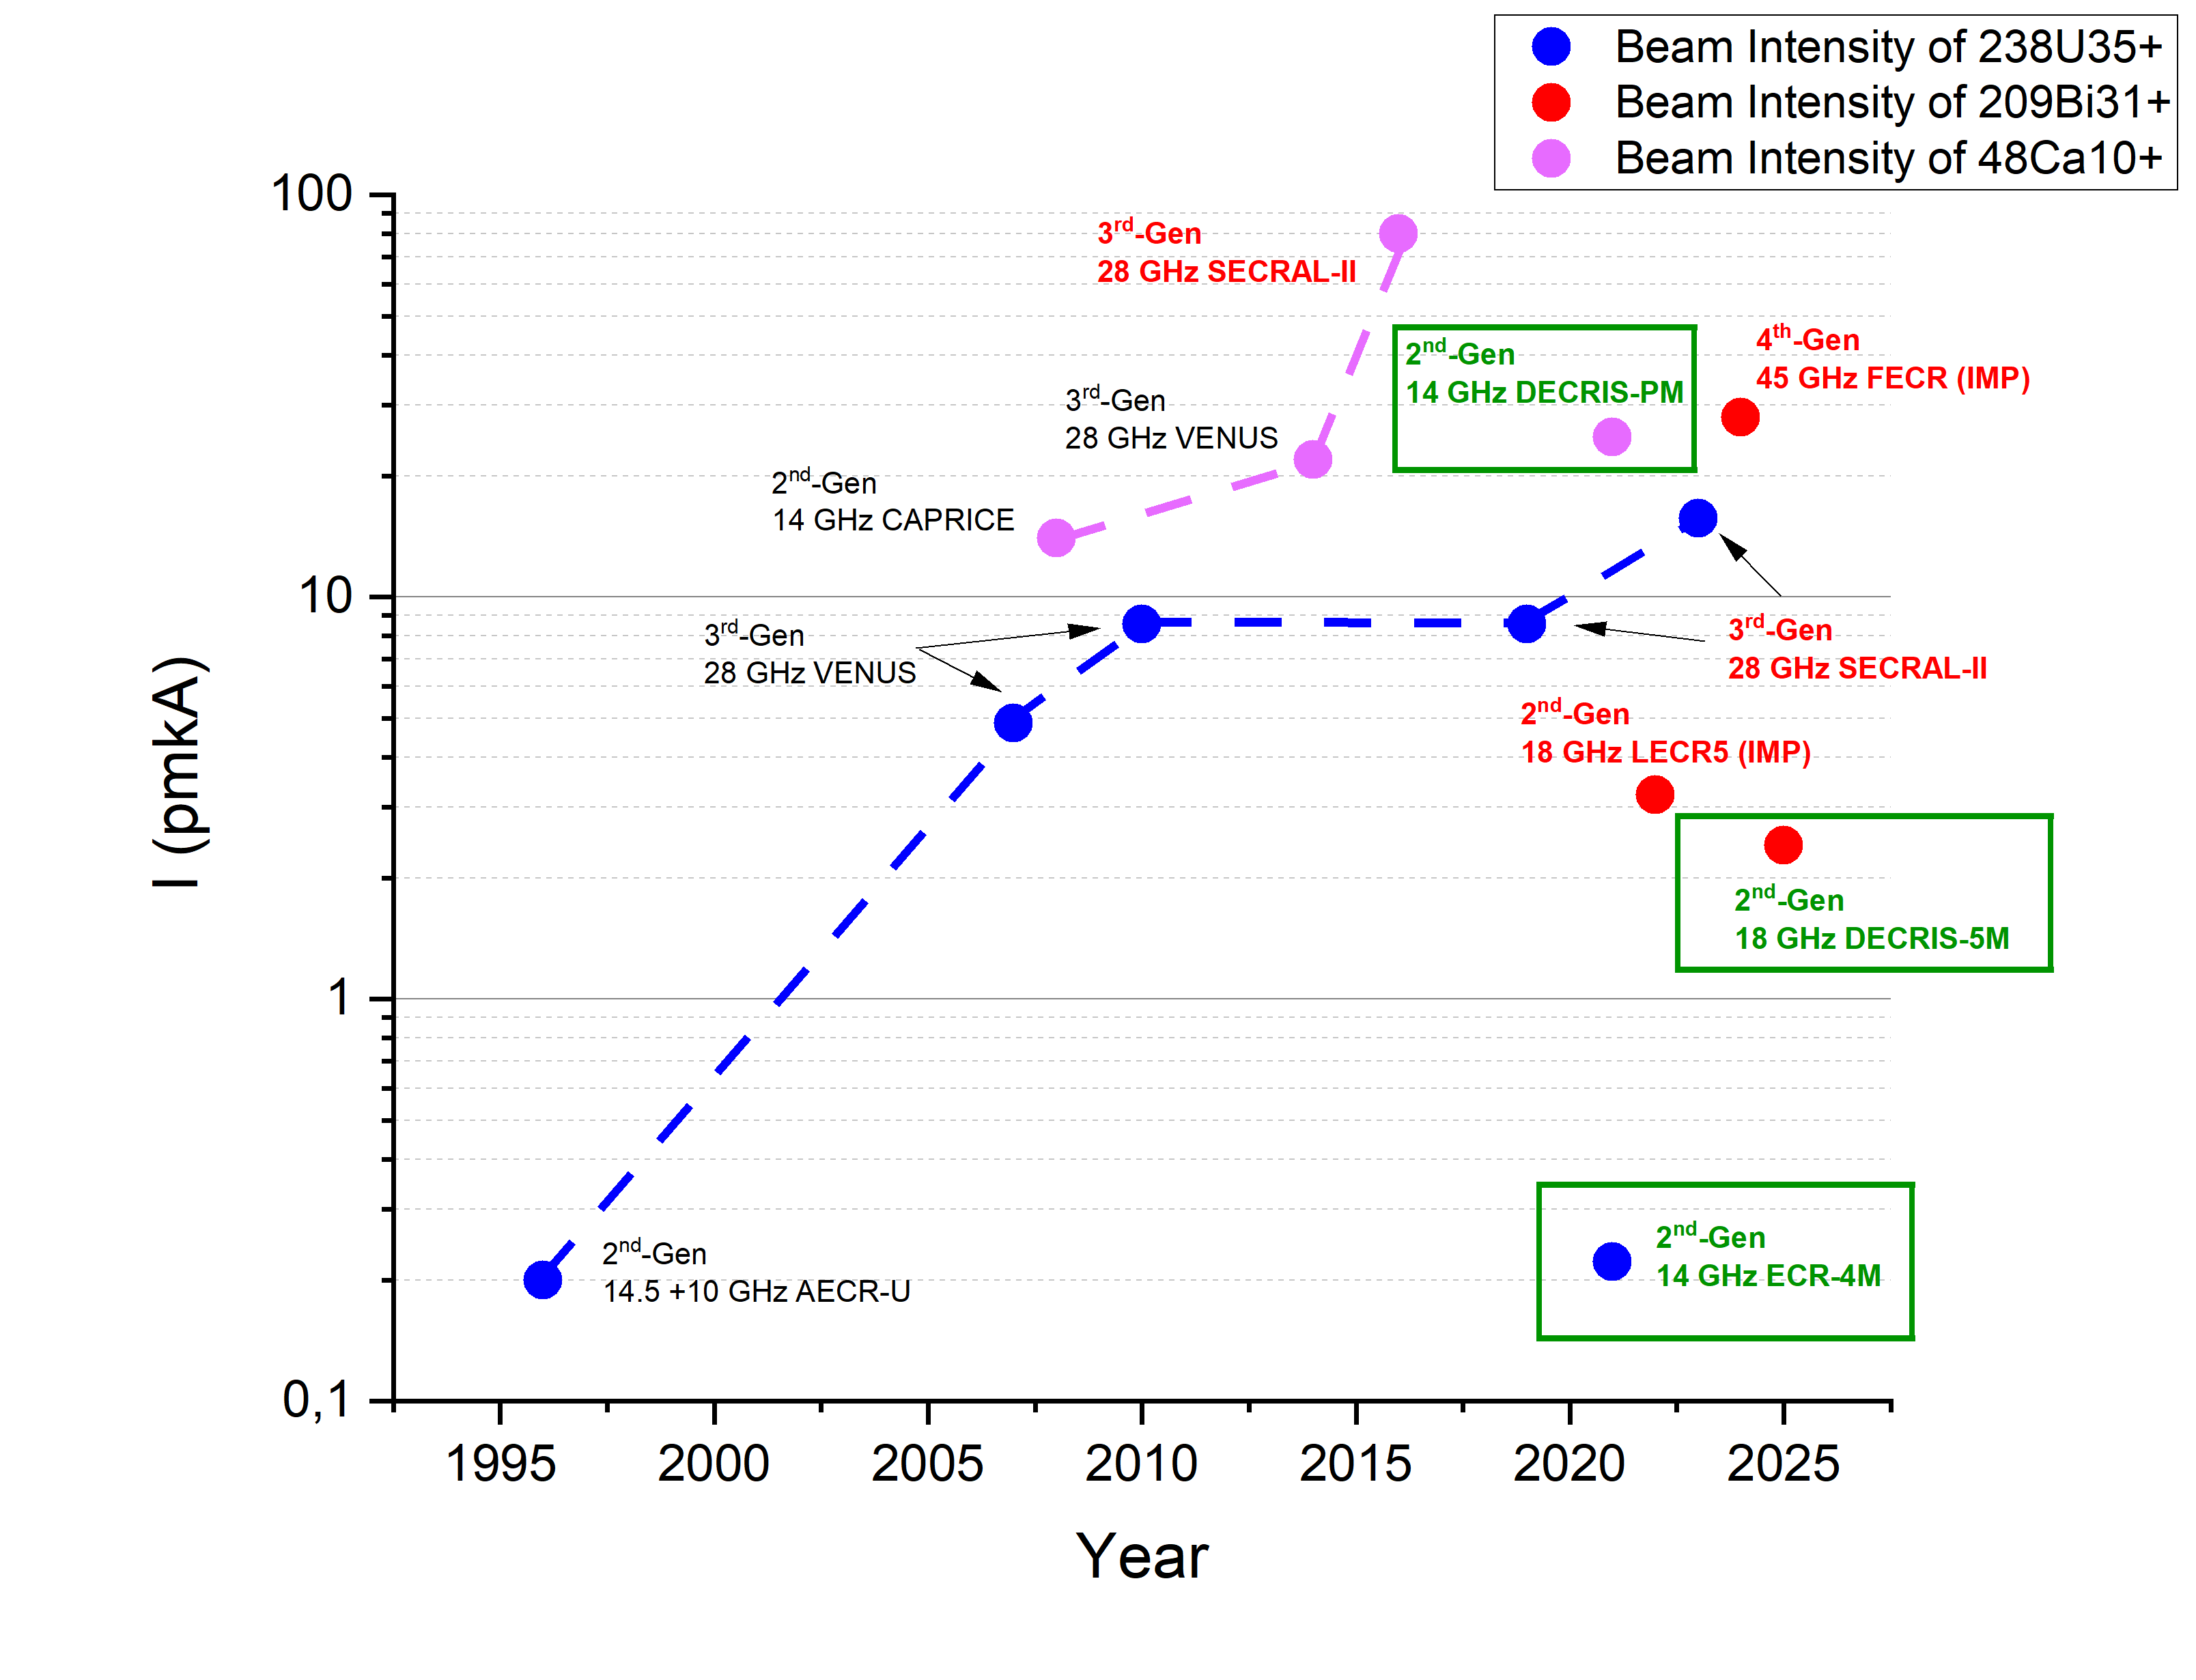 Beam Intensity of 238U35+
Beam Intensity of 209Bi31+
Beam Intensity of 48Ca10+
I (pmkA)
100
10
1
0,1
3rd-Gen
28 GHz SECRAL-II
2nd-Gen
14 GHz DECRIS-PM
4th-Gen
45 GHz FECR (IMP)
3rd-Gen
28 GHz VENUS
2nd-Gen
14 GHz CAPRICE
3rd-Gen
28 GHz VENUS
3rd-Gen
28 GHz SECRAL-II
2nd-Gen
18 GHz LECR5 (IMP)
2nd-Gen
18 GHz DECRIS-5M
2nd-Gen
14.5 +10 GHz AECR-U
2nd-Gen
14 GHz ECR-4M
1995 2000 2005 2010 2015 2020 2025
Year